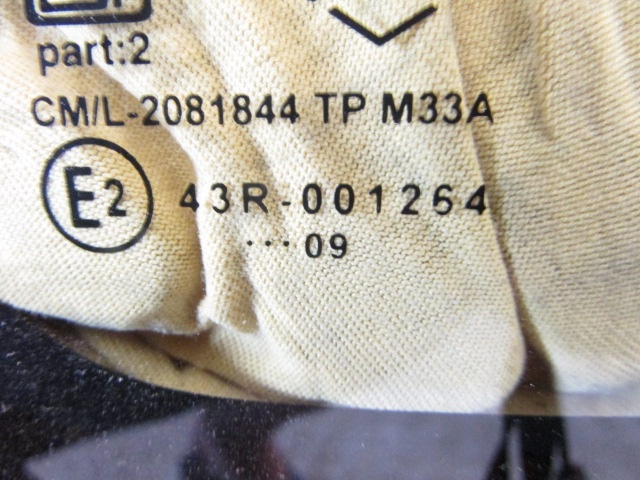 part:2
CM/L-2081844 TP M33A
E2 43R-001264
...09